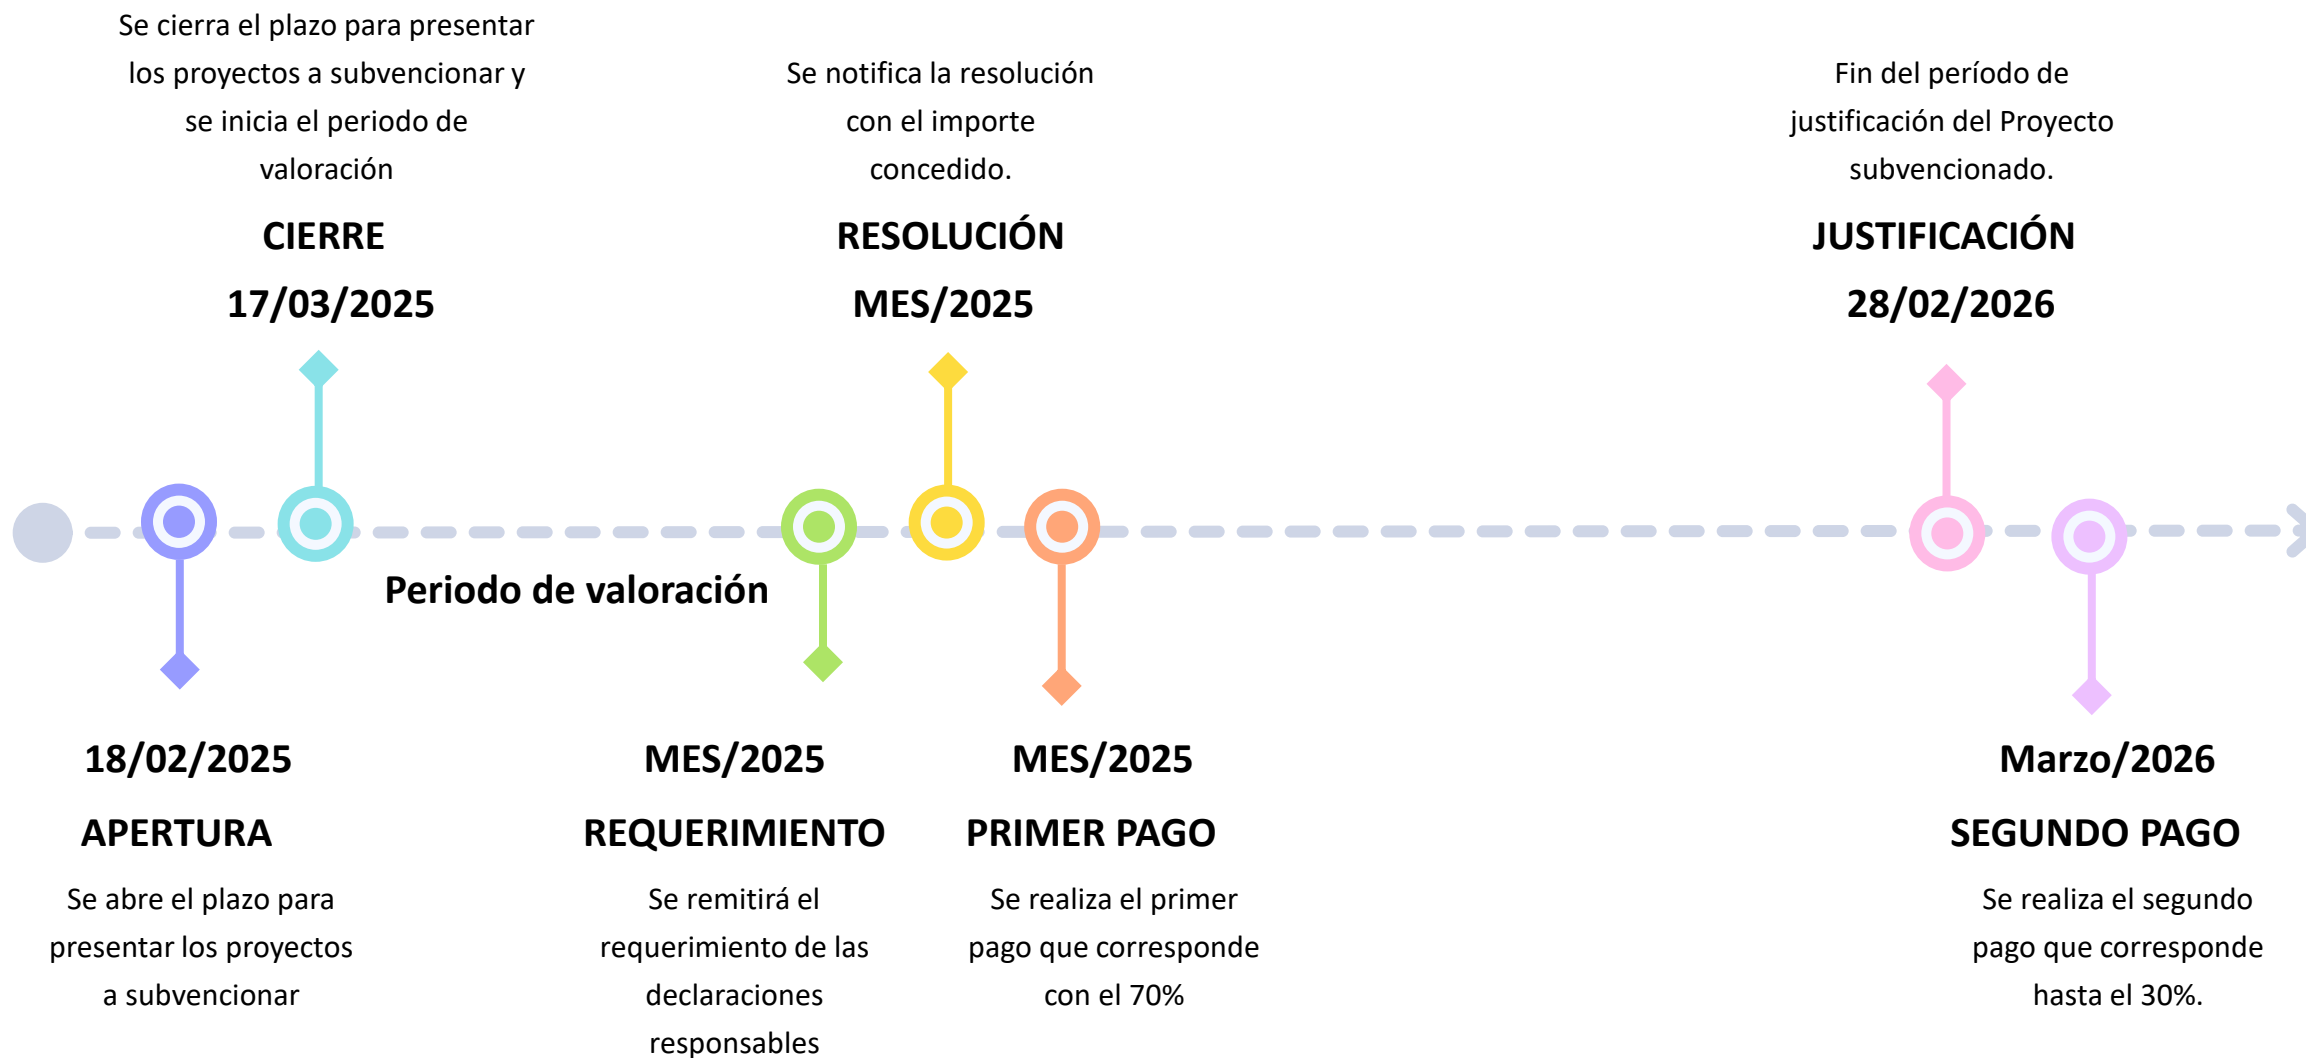 Se cierra el plazo para presentar
los proyectos a subvencionar y
se inicia el periodo de
valoración
CIERRE
17/03/2025
Se notifica la resolución
con el importe
concedido.
RESOLUCIÓN
MES/2025
Fin del período de
justificación del Proyecto
subvencionado.
JUSTIFICACIÓN
28/02/2026
Periodo de valoración
18/02/2025
APERTURA
Se abre el plazo para
presentar los proyectos
a subvencionar
MES/2025
REQUERIMIENTO
Se remitirá el
requerimiento de las
declaraciones
responsables
MES/2025
PRIMER PAGO
Se realiza el primer
pago que corresponde
con el 70%
Marzo/2026
SEGUNDO PAGO
Se realiza el segundo
pago que corresponde
hasta el 30%.